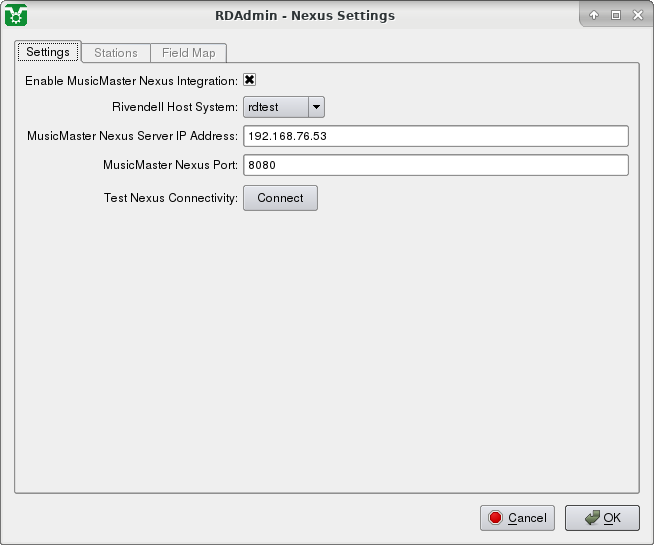 RDAdmin - Nexus Settings
Settings Stations Field Map
Enable MusicMaster Nexus Integration:
Rivendell Host System: rdtest
MusicMaster Nexus Server IP Address: 192.168.76.53
MusicMaster Nexus Port: 8080
Test Nexus Connectivity: Connect
Cancel OK